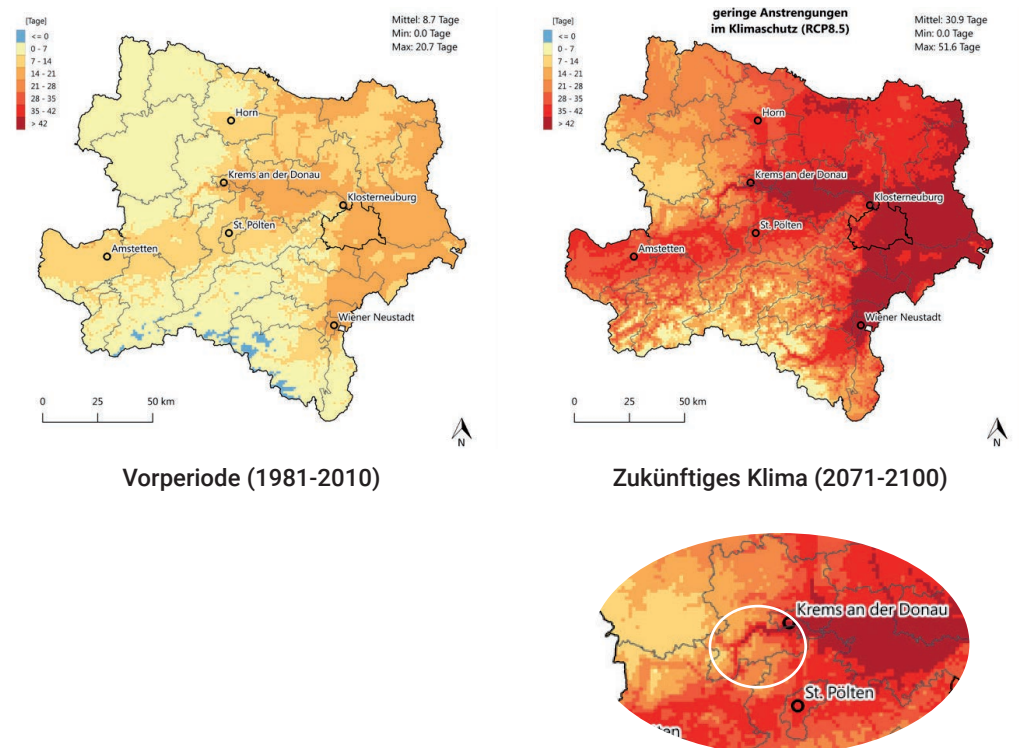 [Tage]
<= 0
0 - 7
7 - 14
14 - 21
21 - 28
28 - 35
35 - 42
> 42
Mittel: 8.7 Tage
Min: 0.0 Tage
Max: 20.7 Tage
Horn
Krems an der Donau
Klosterneuburg
St. Pölten
Amstetten
Wiener Neustadt
0 25 50 km
N
Vorperiode (1981-2010)
[Tage]
<= 0
0 - 7
7 - 14
14 - 21
21 - 28
28 - 35
35 - 42
> 42
geringe Anstrengungen
im Klimaschutz (RCP8.5)
Mittel: 30.9 Tage
Min: 0.0 Tage
Max: 51.6 Tage
Horn
Krems an der Donau
Klosterneuburg
St. Pölten
Amstetten
Wiener Neustadt
0 25 50 km
N
Zukünftiges Klima (2071-2100)
Krems an der Donau
St. Pölten
ten